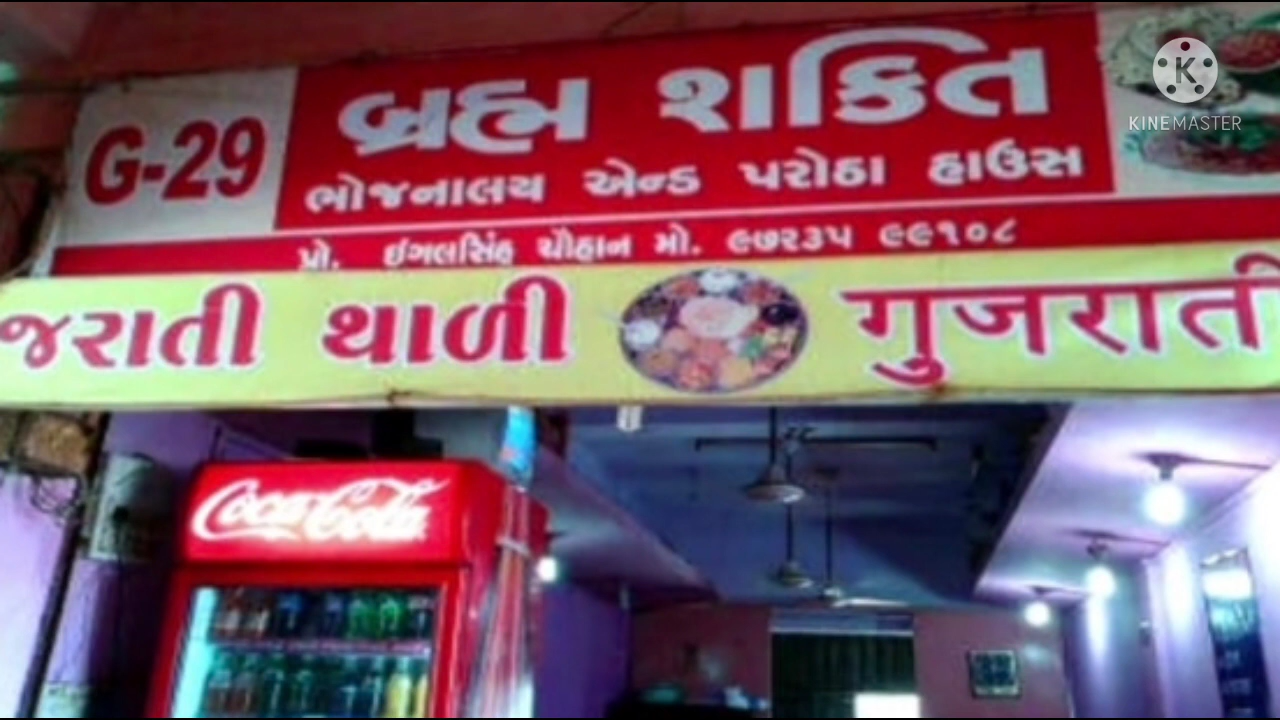 G-29
બ્રહ્મ શકિત
ભોજનાલય એન્ડ પરોઠા હાઉસ
પ્રો. ઇગલસિંહ ચૌહાન મો. ૯૭૨૩૫ ૯૯૧૦૮
જરાતી થાળી ગુજરાતી
Coca-Cola
K
KINEMASTER